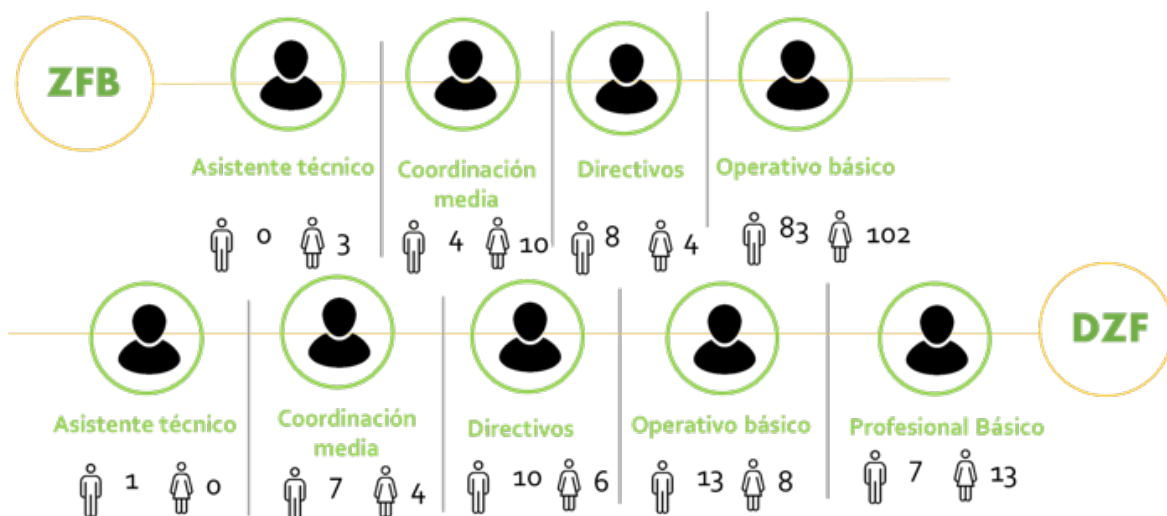 ZFB
Asistente técnico
Coordinación
media
Directivos
Operativo básico
0
3
4
10
8
4
83
102
DZF
Asistente técnico
Coordinación
media
Directivos
Operativo básico
Profesional Básico
1
0
7
4
10
6
13
8
7
13